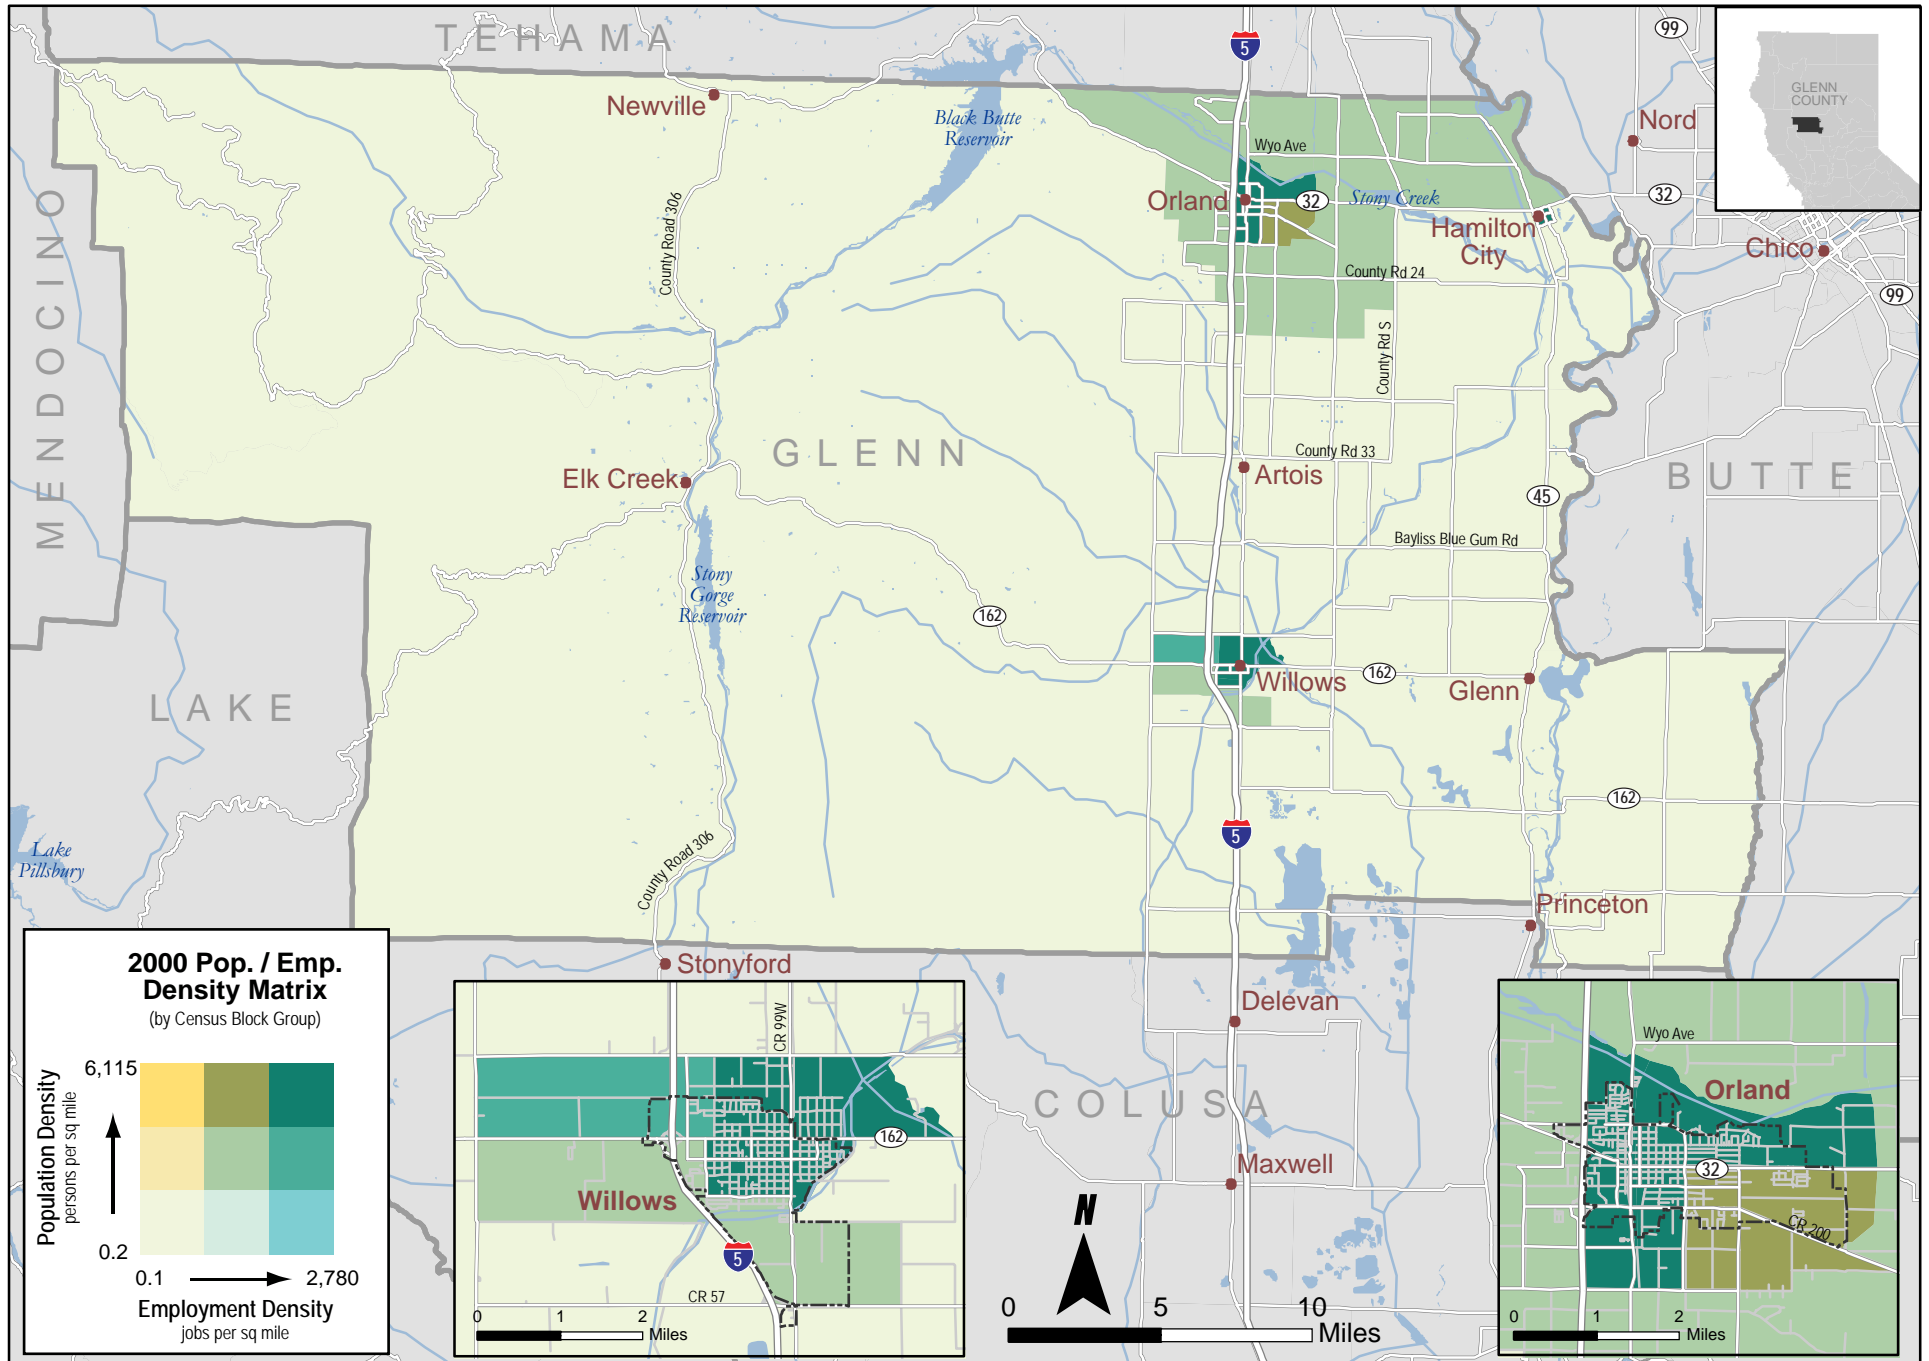 TEHAMA
5
99
GLENN
COUNTY
Newville
Black Butte
Reservoir
Nord
Wyo Ave
Orland
32
Stony Creek
32
Hamilton
City
Chico
County Road 306
County Rd 24
99
MENDOCINO
County Rd S
GLENN
County Rd 33
Elk Creek
Artois
BUTTE
45
Bayliss Blue Gum Rd
Stony
Gorge
Reservoir
162
LAKE
Willows
162
Glenn
162
Lake
Pillsbury
County Road 306
5
Princeton
Stonyford
Delevan
COLUSA
Maxwell
2000 Pop. / Emp.
Density Matrix
(by Census Block Group)
Population Density
persons per sq mile
6,115
0.2
0.1
2,780
Employment Density
jobs per sq mile
CR 99W
162
Willows
5
CR 57
0 1 2
Miles
N
0 5 10
Miles
Wyo Ave
Orland
32
CR 200
0 1 2
Miles